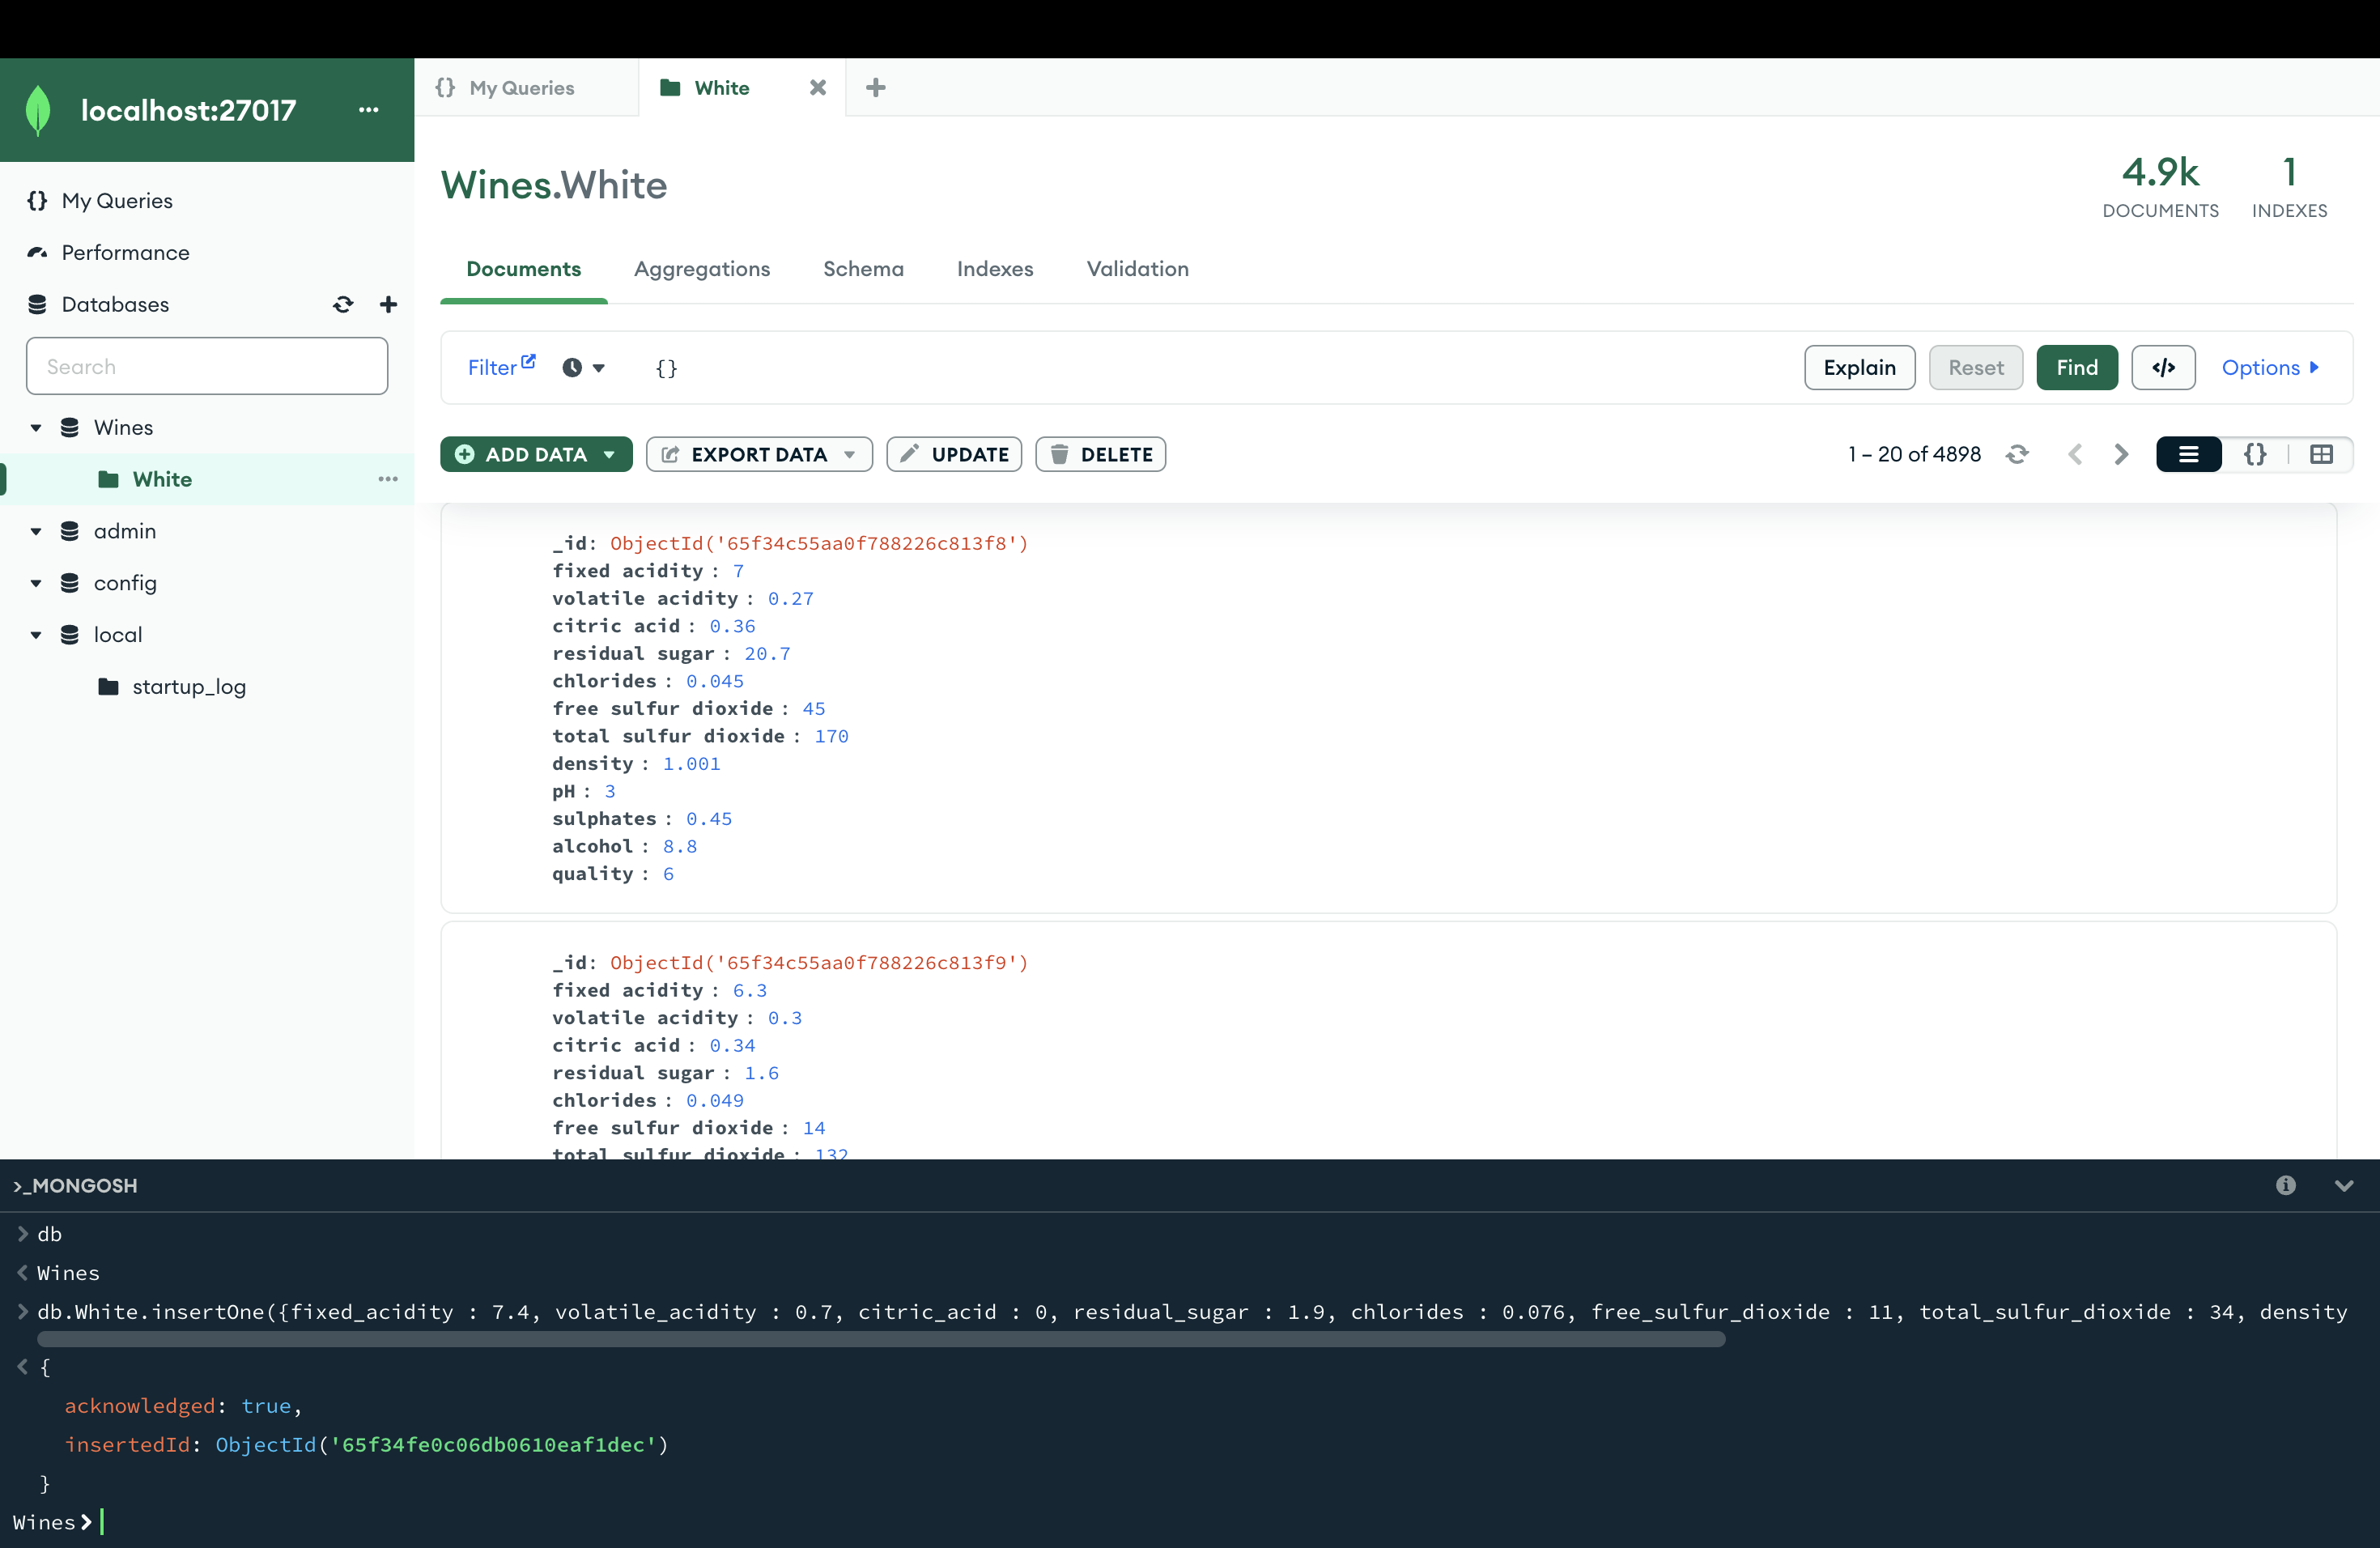 localhost:27017 •••
{} My Queries
Performance
Databases
Search
Wines
White •••
admin
config
local
startup_log
{} My Queries
White
Wines.White
4.9k
DOCUMENTS
1
INDEXES
Documents Aggregations Schema Indexes Validation
Filter {} Explain Reset Find </> Options
ADD DATA EXPORT DATA UPDATE DELETE 1 – 20 of 4898 {}
_id: ObjectId('65f34c55aa0f788226c813f8')
fixed acidity : 7
volatile acidity : 0.27
citric acid : 0.36
residual sugar : 20.7
chlorides : 0.045
free sulfur dioxide : 45
total sulfur dioxide : 170
density : 1.001
pH : 3
sulphates : 0.45
alcohol : 8.8
quality : 6
_id: ObjectId('65f34c55aa0f788226c813f9')
fixed acidity : 6.3
volatile acidity : 0.3
citric acid : 0.34
residual sugar : 1.6
chlorides : 0.049
free sulfur dioxide : 14
total sulfur dioxide : 132
>_MONGOSH
> db
< Wines
> db.White.insertOne({fixed_acidity : 7.4, volatile_acidity : 0.7, citric_acid : 0, residual_sugar : 1.9, chlorides : 0.076, free_sulfur_dioxide : 11, total_sulfur_dioxide : 34, density
< {
acknowledged: true,
insertedId: ObjectId('65f34fe0c06db0610eaf1dec')
}
Wines>